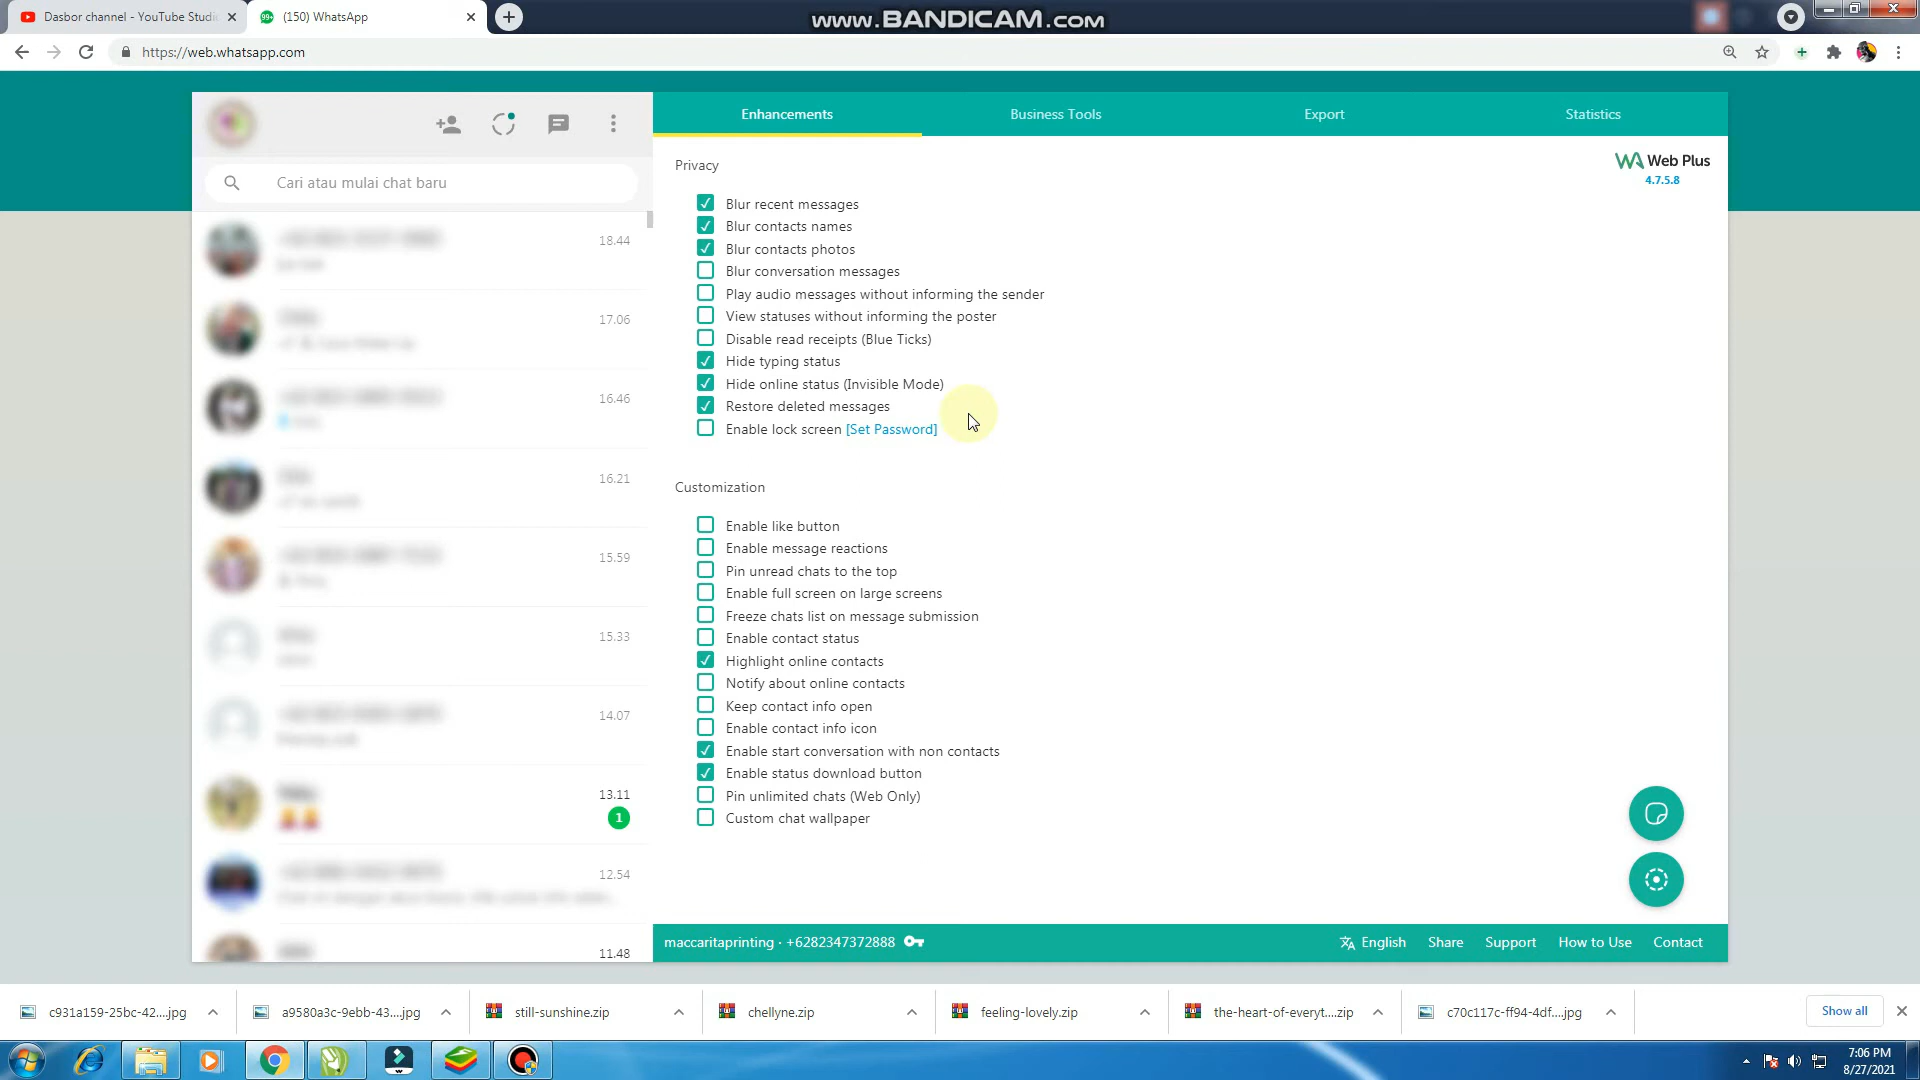 Dasbor channel - YouTube Studi
(150) WhatsApp
www.BANDICAM.com
https://web.whatsapp.com
Enhancements
Business Tools
Export
Statistics
Cari atau mulai chat baru
Privacy
WA Web Plus
4.7.5.8
Blur recent messages
Blur contacts names
Blur contacts photos
Blur conversation messages
Play audio messages without informing the sender
View statuses without informing the poster
Disable read receipts (Blue Ticks)
Hide typing status
Hide online status (Invisible Mode)
Restore deleted messages
Enable lock screen [Set Password]
Customization
Enable like button
Enable message reactions
Pin unread chats to the top
Enable full screen on large screens
Freeze chats list on message submission
Enable contact status
Highlight online contacts
Notify about online contacts
Keep contact info open
Enable contact info icon
Enable start conversation with non contacts
Enable status download button
Pin unlimited chats (Web Only)
Custom chat wallpaper
18.44
17.06
16.46
16.21
15.59
15.33
14.07
13.11
1
12.54
11.48
maccaritaprinting · +6282347372888
English
Share
Support
How to Use
Contact
c931a159-25bc-42....jpg
a9580a3c-9ebb-43....jpg
still-sunshine.zip
chellyne.zip
feeling-lovely.zip
the-heart-of-everyt....zip
c70c117c-ff94-4df....jpg
Show all
7:06 PM
8/27/2021